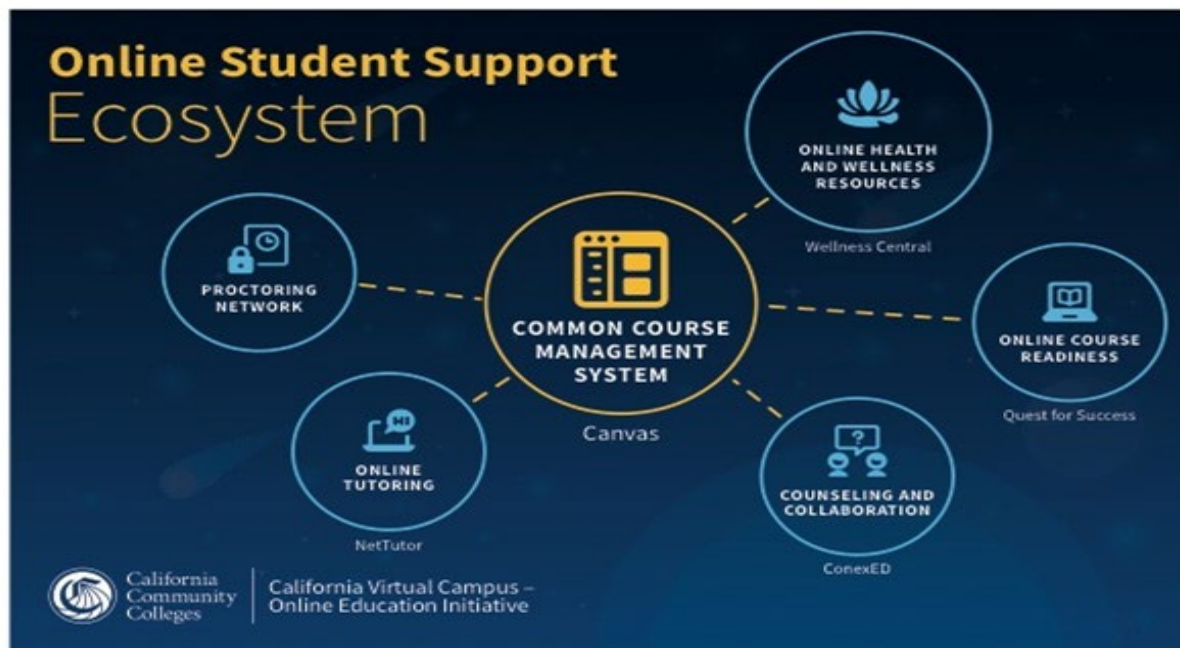 Online Student Support
Ecosystem
ONLINE HEALTH
AND WELLNESS
RESOURCES
Wellness Central
PROCTORING
NETWORK
COMMON COURSE
MANAGEMENT
SYSTEM
Canvas
ONLINE COURSE
READINESS
Quest for Success
HI
ONLINE
TUTORING
NetTutor
?
COUNSELING AND
COLLABORATION
ConexED
California
Community
Colleges
California Virtual Campus –
Online Education Initiative